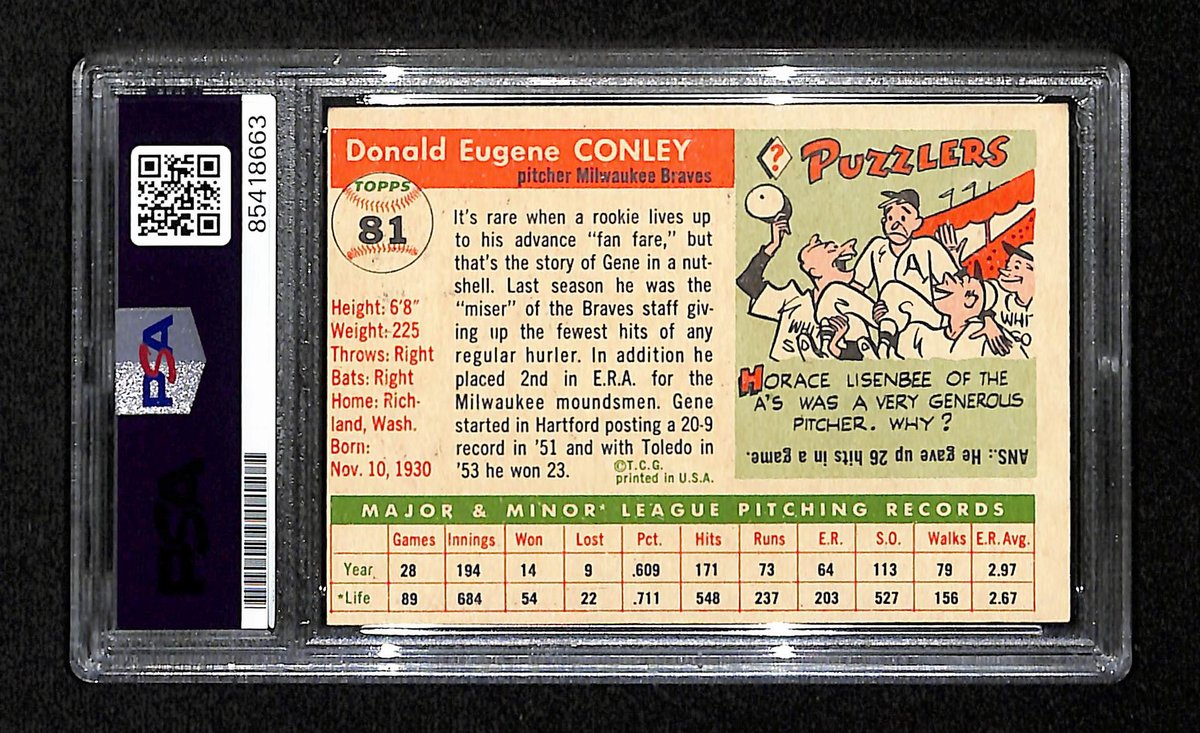 85418663
PSA
PSA
Donald Eugene CONLEY
pitcher Milwaukee Braves
TOPPS
81
It's rare when a rookie lives up
to his advance "fan fare," but
that's the story of Gene in a nut-
shell. Last season he was the
"miser" of the Braves staff giv-
ing up the fewest hits of any
regular hurler. In addition he
placed 2nd in E.R.A. for the
Milwaukee moundsmen. Gene
started in Hartford posting a 20-9
record in '51 and with Toledo in
'53 he won 23.
©T.C.G.
printed in U.S.A.
Height: 6'8"
Weight: 225
Throws: Right
Bats: Right
Home: Rich-
land, Wash.
Born:
Nov. 10, 1930
? PUZZLERS
A
WHI
S
WHI
SO
HORACE LISENBEE OF THE
A'S WAS A VERY GENEROUS
PITCHER. WHY?
ANS.: He gave up 26 hits in a game.
MAJOR & MINOR* LEAGUE PITCHING RECORDS
Games Innings Won Lost Pct. Hits Runs E.R. S.O. Walks E.R. Avg.
Year 28 194 14 9 .609 171 73 64 113 79 2.97
*Life 89 684 54 22 .711 548 237 203 527 156 2.67